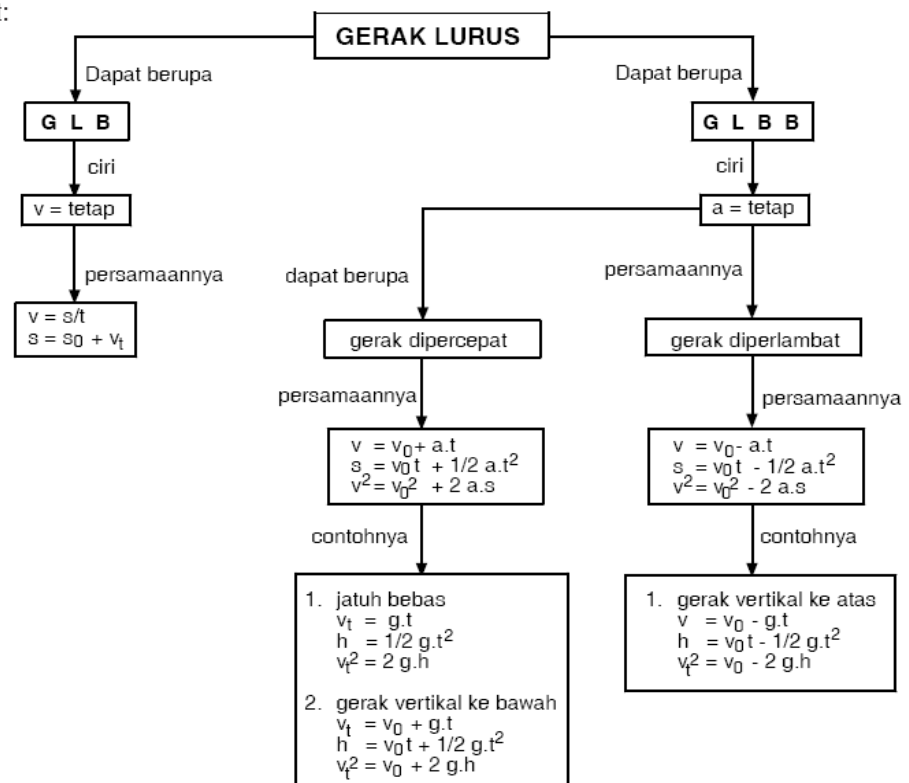 t:
GERAK LURUS
Dapat berupa
Dapat berupa
G L B
G L B B
ciri
ciri
v = tetap
a = tetap
persamaannya
dapat berupa
persamaannya
v = s/t
s = s₀ + vₜ
gerak dipercepat
gerak diperlambat
persamaannya
persamaannya
v = v₀+ a.t
s = v₀t + 1/2 a.t²
v²= v₀² + 2 a.s
v = v₀- a.t
s = v₀t - 1/2 a.t²
v²= v₀² - 2 a.s
contohnya
contohnya
1. jatuh bebas
vₜ = g.t
h = 1/2 g.t²
vₜ² = 2 g.h
2. gerak vertikal ke bawah
vₜ = v₀ + g.t
h = v₀t + 1/2 g.t²
vₜ² = v₀ + 2 g.h
1. gerak vertikal ke atas
v = v₀ - g.t
h = v₀t - 1/2 g.t²
vₜ² = v₀ - 2 g.h